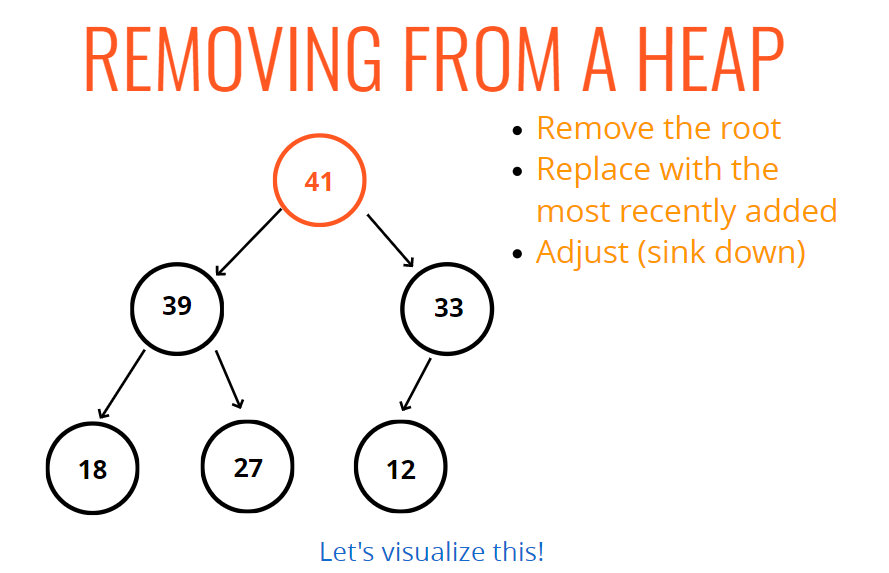 REMOVING FROM A HEAP
Remove the root
Replace with the
most recently added
Adjust (sink down)
41
39
33
18
27
12
Let's visualize this!